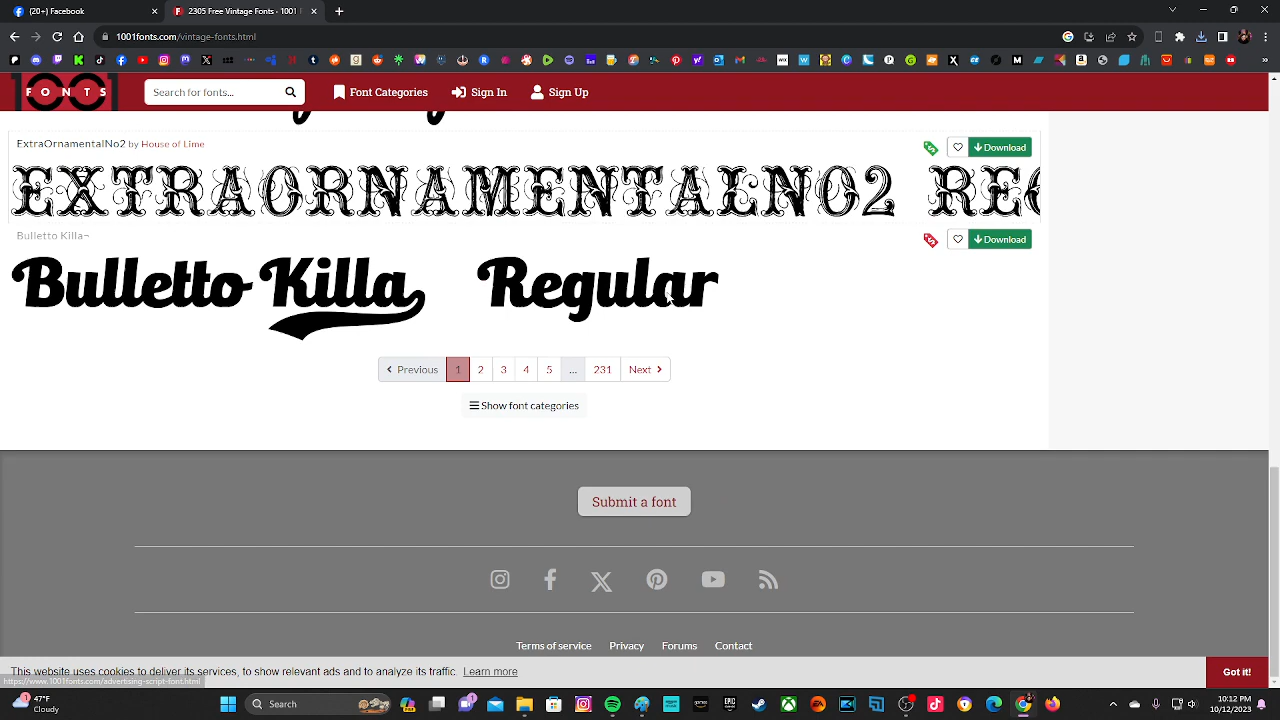 (20+) Facebook
2305 Vintage Fonts · 1001 F
1001fonts.com/vintage-fonts.html
1001
FONTS
Search for fonts...
Font Categories
Sign In
Sign Up
ExtraOrnamentalNo2 by House of Lime
Download
EXTRAORNAMENTALNO2 REG
Bulletto Killa¬
Download
Bulletto Killa Regular
Previous 1 2 3 4 5 ... 231 Next
Show font categories
Submit a font
Terms of service Privacy Forums Contact
This website uses cookies to deliver its services, to show relevant ads and to analyze its traffic. Learn more
Got it!
https://www.1001fonts.com/advertising-script-font.html
47°F
Cloudy
Search
10:32 PM
10/12/2023